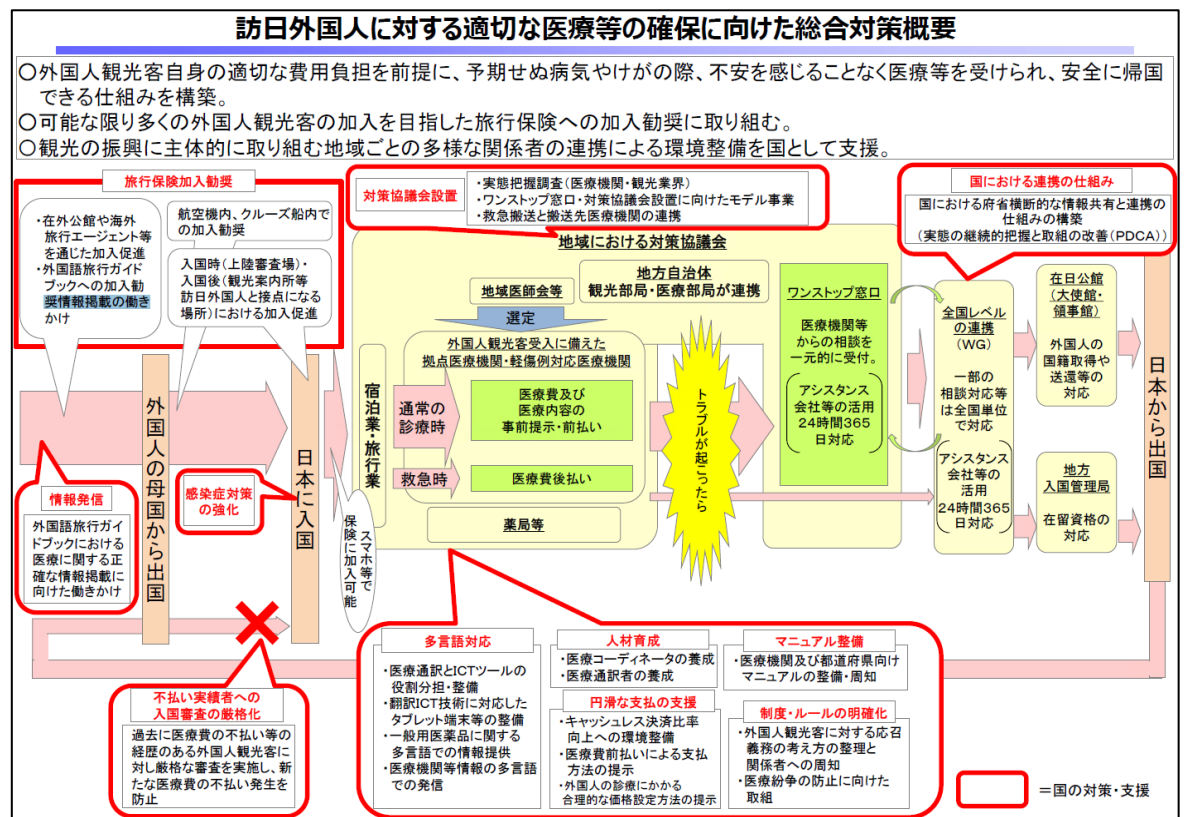 訪日外国人に対する適切な医療等の確保に向けた総合対策概要
○外国人観光客自身の適切な費用負担を前提に、予期せぬ病気やけがの際、不安を感じることなく医療等を受けられ、安全に帰国
できる仕組みを構築。
○可能な限り多くの外国人観光客の加入を目指した旅行保険への加入勧奨に取り組む。
○観光の振興に主体的に取り組む地域ごとの多様な関係者の連携による環境整備を国として支援。
旅行保険加入勧奨
・在外公館や海外
旅行エージェント等
を通じた加入促進
・外国語旅行ガイド
ブックへの加入勧
奨情報掲載の働き
かけ
航空機内、クルーズ船内で
の加入勧奨
入国時(上陸審査場)・
入国後(観光案内所等
訪日外国人と接点になる
場所)における加入促進
対策協議会設置
・実態把握調査(医療機関・観光業界)
・ワンストップ窓口・対策協議会設置に向けたモデル事業
・救急搬送と搬送先医療機関の連携
国における連携の仕組み
国における府省横断的な情報共有と連携の
仕組みの構築
(実態の継続的把握と取組の改善(PDCA))
地域における対策協議会
地域医師会等
地方自治体
観光部局・医療部局が連携
選定
外国人観光客受入に備えた
拠点医療機関・軽傷例対応医療機関
宿泊業・旅行業
通常の
診療時
医療費及び
医療内容の
事前提示・前払い
救急時
医療費後払い
薬局等
トラブルが起こったら
ワンストップ窓口
医療機関等
からの相談を
一元的に受付。
アシスタンス
会社等の活用
24時間365
日対応
全国レベル
の連携
(WG)
一部の
相談対応等
は全国単位
で対応
アシスタンス
会社等の
活用
24時間365
日対応
在日公館
(大使館・
領事館)
外国人の
国籍取得や
送還等の
対応
地方
入国管理局
在留資格の
対応
日本から出国
外国人の母国から出国
日本に入国
スマホ等で
保険に加入可能
情報発信
外国語旅行ガイ
ドブックにおける
医療に関する正
確な情報掲載に
向けた働きかけ
感染症対策
の強化
不払い実績者への
入国審査の厳格化
過去に医療費の不払い等の
経歴のある外国人観光客に
対し厳格な審査を実施し、新
たな医療費の不払い発生を
防止
多言語対応
・医療通訳とICTツールの
役割分担・整備
・翻訳ICT技術に対応した
タブレット端末等の整備
・一般用医薬品に関する
多言語での情報提供
・医療機関等情報の多言語
での発信
人材育成
・医療コーディネータの養成
・医療通訳者の養成
円滑な支払の支援
・キャッシュレス決済比率
向上への環境整備
・医療費前払いによる支払
方法の提示
・外国人の診療にかかる
合理的な価格設定方法の提示
マニュアル整備
・医療機関及び都道府県向け
マニュアルの整備・周知
制度・ルールの明確化
・外国人観光客に対する応召
義務の考え方の整理と
関係者への周知
・医療紛争の防止に向けた
取組
=国の対策・支援